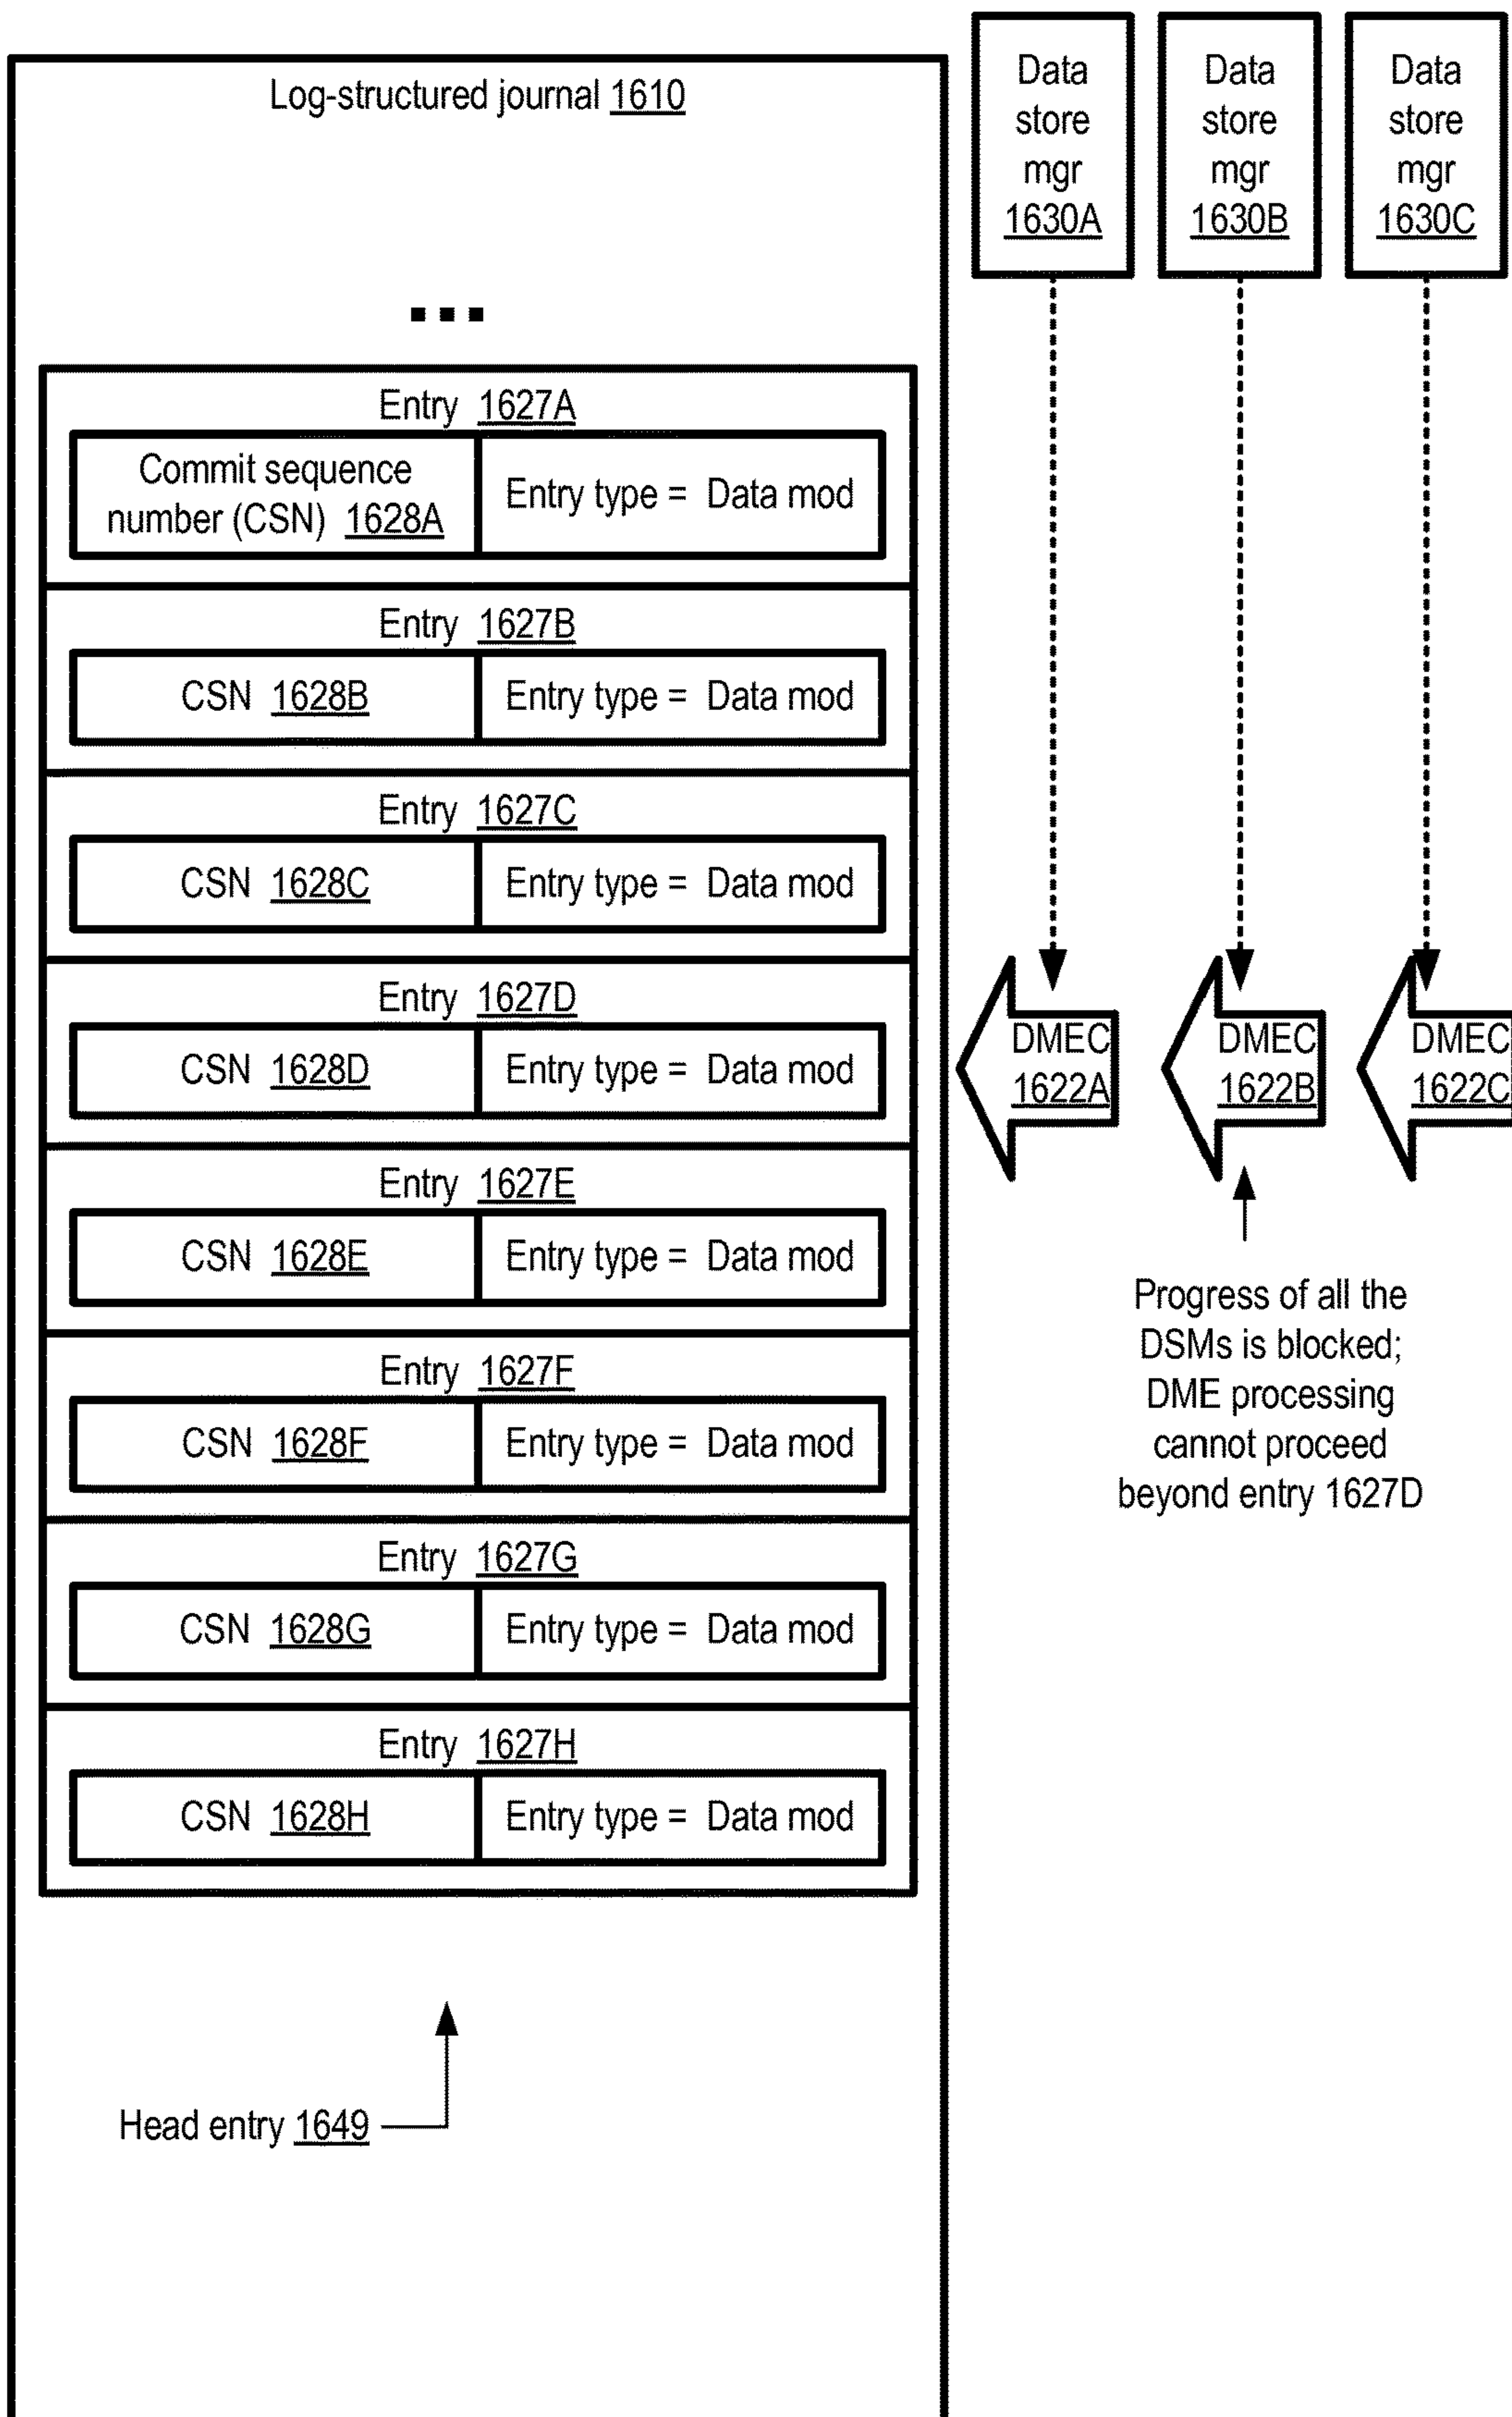 Log-structured journal 1610
Entry 1627A
Commit sequence
number (CSN) 1628A
Entry type = Data mod
Entry 1627B
CSN 1628B
Entry type = Data mod
Entry 1627C
CSN 1628C
Entry type = Data mod
Entry 1627D
CSN 1628D
Entry type = Data mod
Entry 1627E
CSN 1628E
Entry type = Data mod
Entry 1627F
CSN 1628F
Entry type = Data mod
Entry 1627G
CSN 1628G
Entry type = Data mod
Entry 1627H
CSN 1628H
Entry type = Data mod
Head entry 1649
Data
store
mgr
1630A
Data
store
mgr
1630B
Data
store
mgr
1630C
DMEC
1622A
DMEC
1622B
DMEC
1622C
Progress of all the
DSMs is blocked;
DME processing
cannot proceed
beyond entry 1627D